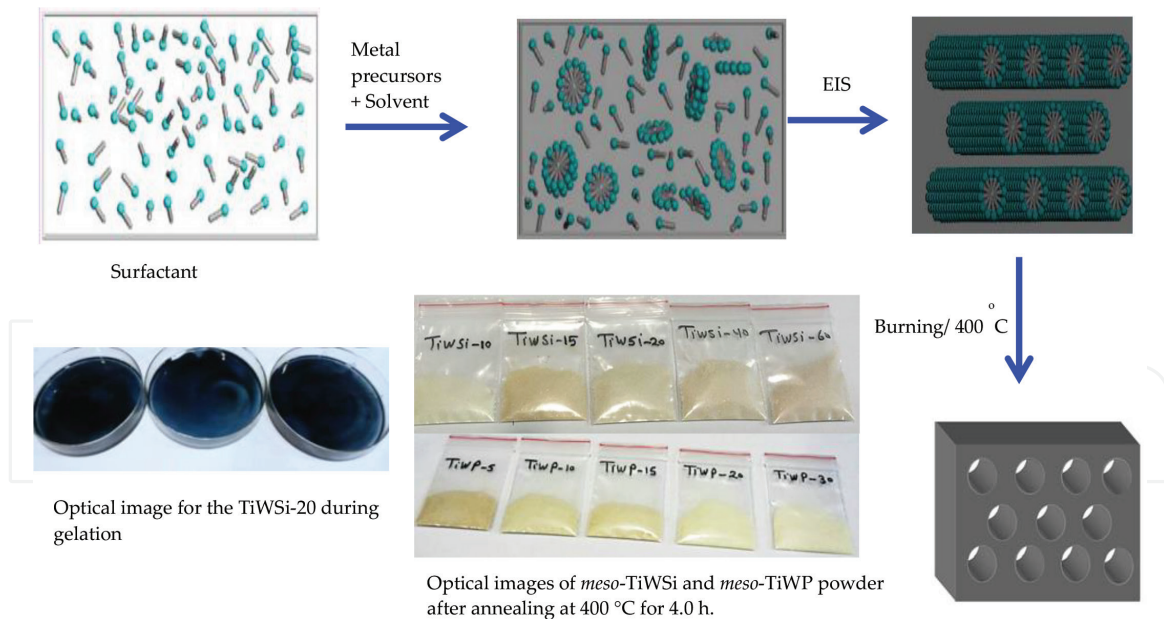 Metal
precursors
+ Solvent
EIS
Surfactant
Burning/ 400 °C
TiWSi-10
TiWSi-15
TiWSi-20
TiWSi-40
TiWSi-60
TiWP-5
TiWP-10
TiWP-15
TiWP-20
TiWP-30
Optical image for the TiWSi-20 during
gelation
Optical images of meso-TiWSi and meso-TiWP powder
after annealing at 400 °C for 4.0 h.